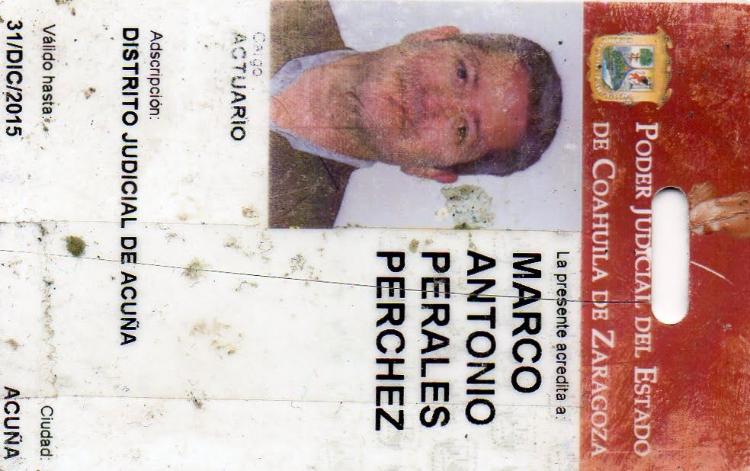 PODER JUDICIAL DEL ESTADO
DE COAHUILA DE ZARAGOZA
La presente acredita a:
MARCO
ANTONIO
PERALES
PERCHEZ
Cargo
ACTUARIO
Adscripción:
DISTRITO JUDICIAL DE ACUÑA
Válido hasta:
31/DIC/2015
Ciudad:
ACUÑA